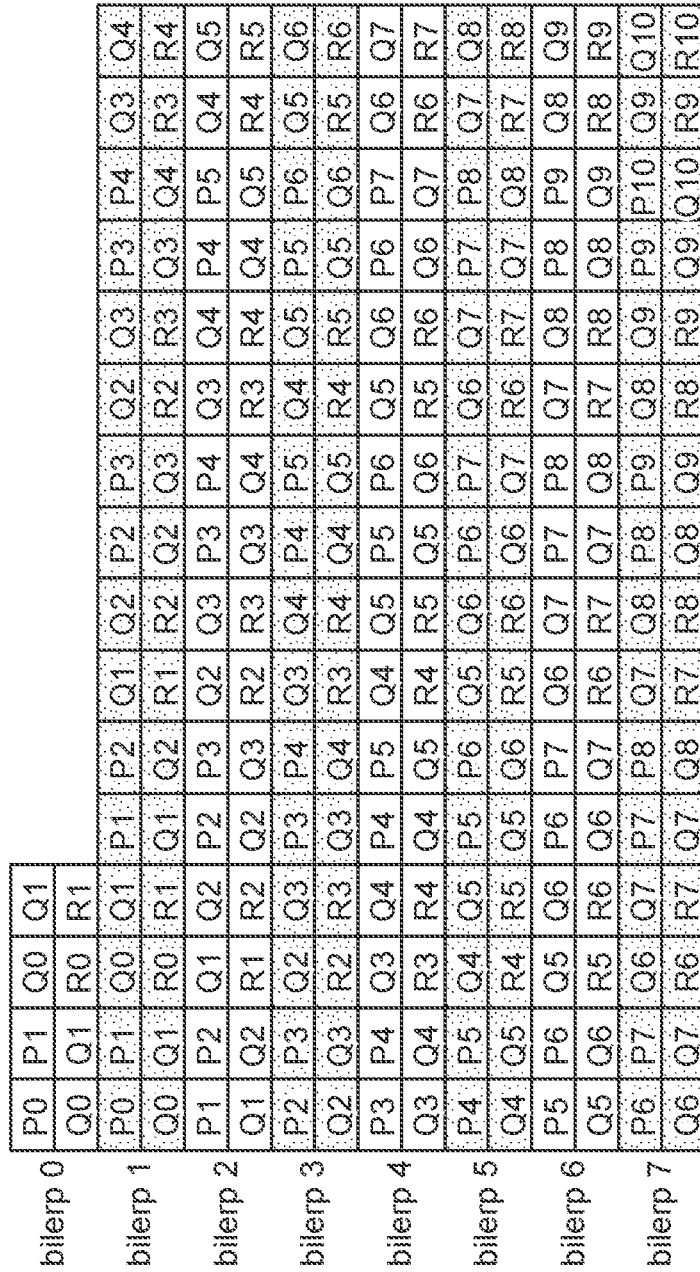 bilerp 0
P0 P1 Q0 Q1
Q0 Q1 R0 R1
bilerp 1
P0 P1 Q0 Q1 P1 P2 Q1 Q2 P2 P3 Q2 Q3 P3 P4 Q3 Q4
Q0 Q1 R0 R1 Q1 Q2 R1 R2 Q2 Q3 R2 R3 Q3 Q4 R3 R4
bilerp 2
P1 P2 Q1 Q2 P2 P3 Q2 Q3 P3 P4 Q3 Q4 P4 P5 Q4 Q5
Q1 Q2 R1 R2 Q2 Q3 R2 R3 Q3 Q4 R3 R4 Q4 Q5 R4 R5
bilerp 3
P2 P3 Q2 Q3 P3 P4 Q3 Q4 P4 P5 Q4 Q5 P5 P6 Q5 Q6
Q2 Q3 R2 R3 Q3 Q4 R3 R4 Q4 Q5 R4 R5 Q5 Q6 R5 R6
bilerp 4
P3 P4 Q3 Q4 P4 P5 Q4 Q5 P5 P6 Q5 Q6 P6 P7 Q6 Q7
Q3 Q4 R3 R4 Q4 Q5 R4 R5 Q5 Q6 R5 R6 Q6 Q7 R6 R7
bilerp 5
P4 P5 Q4 Q5 P5 P6 Q5 Q6 P6 P7 Q6 Q7 P7 P8 Q7 Q8
Q4 Q5 R4 R5 Q5 Q6 R5 R6 Q6 Q7 R6 R7 Q7 Q8 R7 R8
bilerp 6
P5 P6 Q5 Q6 P6 P7 Q6 Q7 P7 P8 Q7 Q8 P8 P9 Q8 Q9
Q5 Q6 R5 R6 Q6 Q7 R6 R7 Q7 Q8 R7 R8 Q8 Q9 R8 R9
bilerp 7
P6 P7 Q6 Q7 P7 P8 Q7 Q8 P8 P9 Q8 Q9 P9 P10 Q9 Q10
Q6 Q7 R6 R7 Q7 Q8 R7 R8 Q8 Q9 R8 R9 Q9 Q10 R9 R10